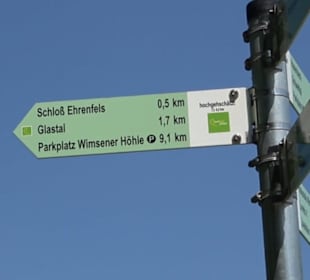 Schloß Ehrenfels 0,5 km
Glastal 1,7 km
Parkplatz Wimsener Höhle P 9,1 km
hochgehschätzt